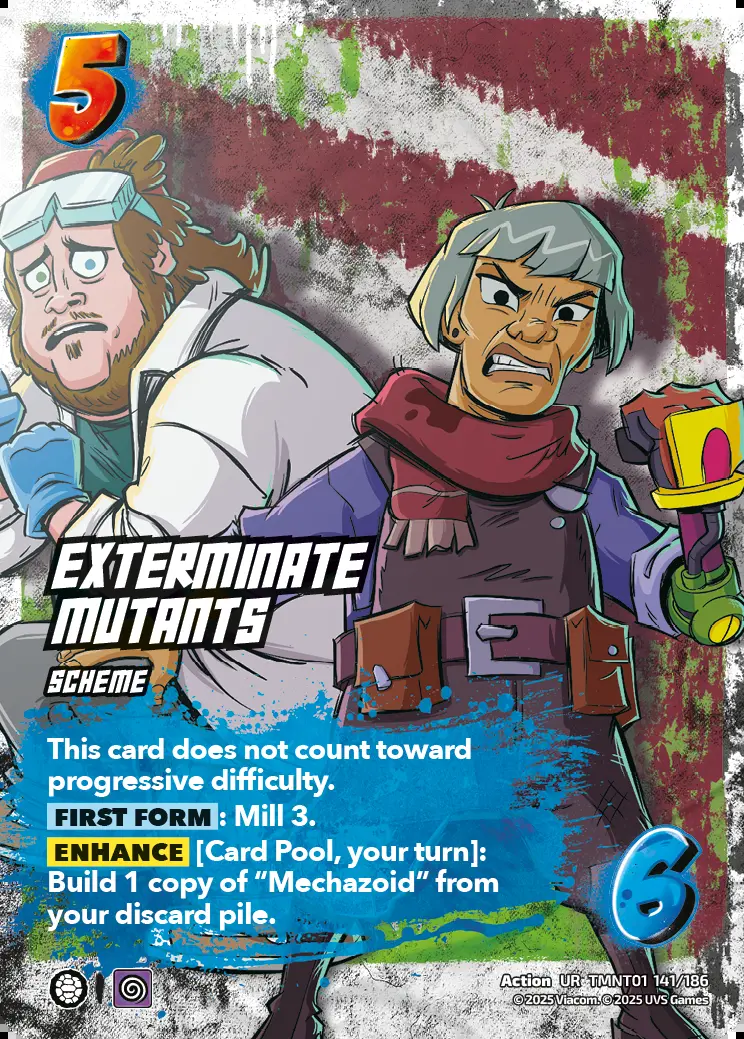 5
EXTERMINATE
MUTANTS
SCHEME
This card does not count toward
progressive difficulty.
FIRST FORM : Mill 3.
ENHANCE [Card Pool, your turn]:
Build 1 copy of “Mechazoid” from
your discard pile.
6
Action UR TMNT01 141/186
©2025 Viacom. ©2025 UVS Games